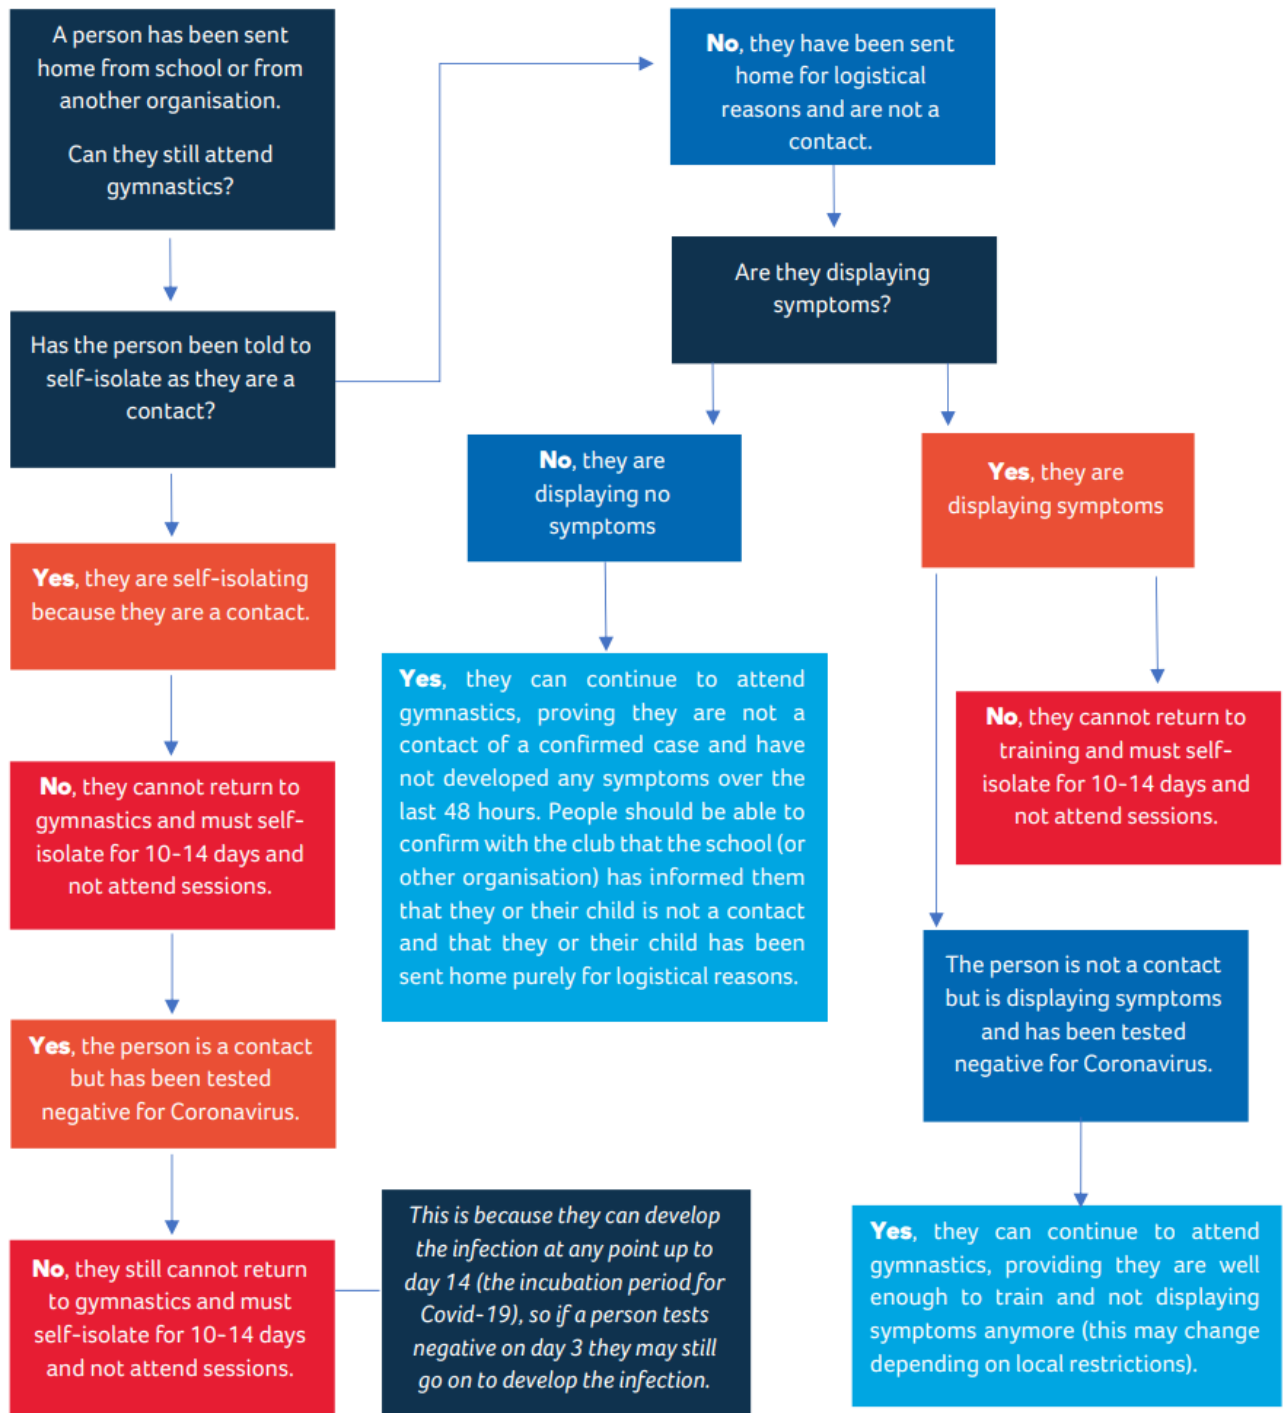 A person has been sent
home from school or from
another organisation.
Can they still attend
gymnastics?
Has the person been told to
self-isolate as they are a
contact?
Yes, they are self-isolating
because they are a contact.
No, they cannot return to
gymnastics and must self-
isolate for 10-14 days and
not attend sessions.
Yes, the person is a contact
but has been tested
negative for Coronavirus.
No, they still cannot return
to gymnastics and must
self-isolate for 10-14 days
and not attend sessions.
This is because they can develop
the infection at any point up to
day 14 (the incubation period for
Covid-19), so if a person tests
negative on day 3 they may still
go on to develop the infection.
No, they have been sent
home for logistical
reasons and are not a
contact.
Are they displaying
symptoms?
No, they are
displaying no
symptoms
Yes, they can continue to attend
gymnastics, proving they are not a
contact of a confirmed case and have
not developed any symptoms over the
last 48 hours. People should be able to
confirm with the club that the school (or
other organisation) has informed them
that they or their child is not a contact
and that they or their child has been
sent home purely for logistical reasons.
Yes, they are
displaying symptoms
No, they cannot return to
training and must self-
isolate for 10-14 days and
not attend sessions.
The person is not a contact
but is displaying symptoms
and has been tested
negative for Coronavirus.
Yes, they can continue to attend
gymnastics, providing they are well
enough to train and not displaying
symptoms anymore (this may change
depending on local restrictions).